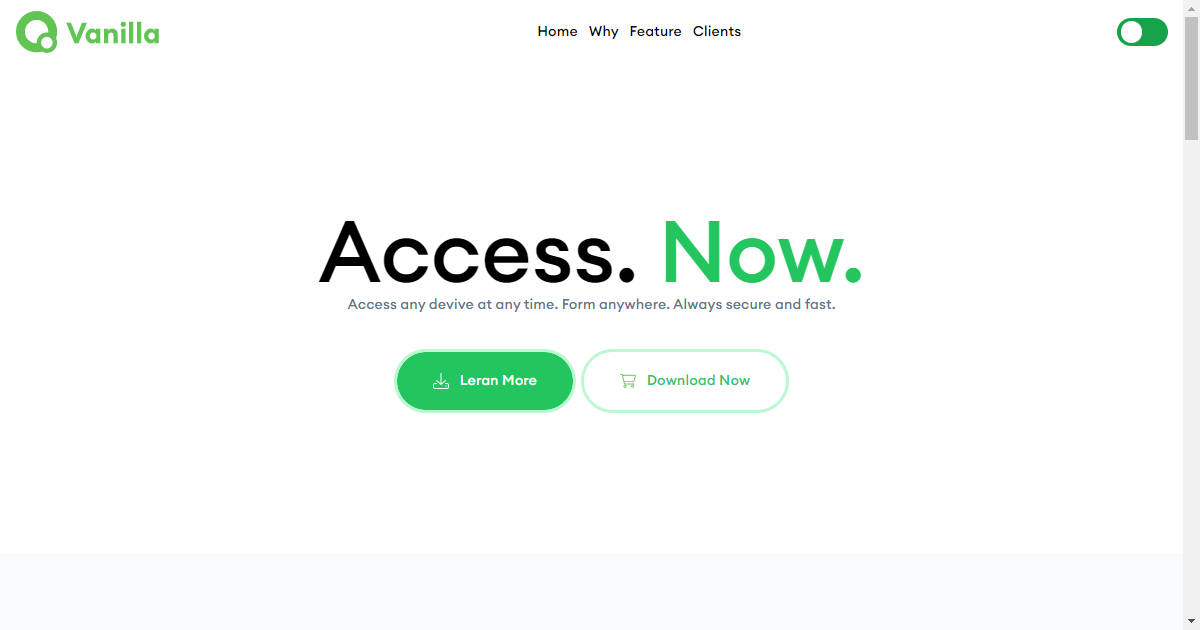 Vanilla
Home Why Feature Clients
Access. Now.
Access any devive at any time. Form anywhere. Always secure and fast.
Leran More
Download Now